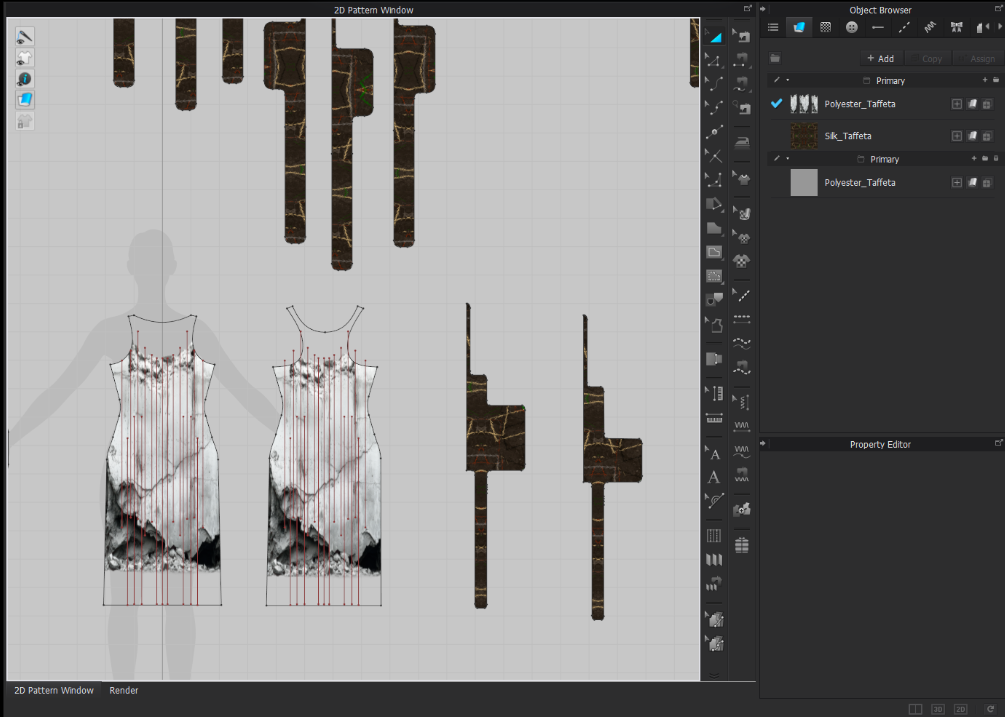 2D Pattern Window
Object Browser
+ Add
Copy
Assign
Primary
Polyester_Taffeta
Silk_Taffeta
Primary
Polyester_Taffeta
Property Editor
2D Pattern Window
Render
3D
2D